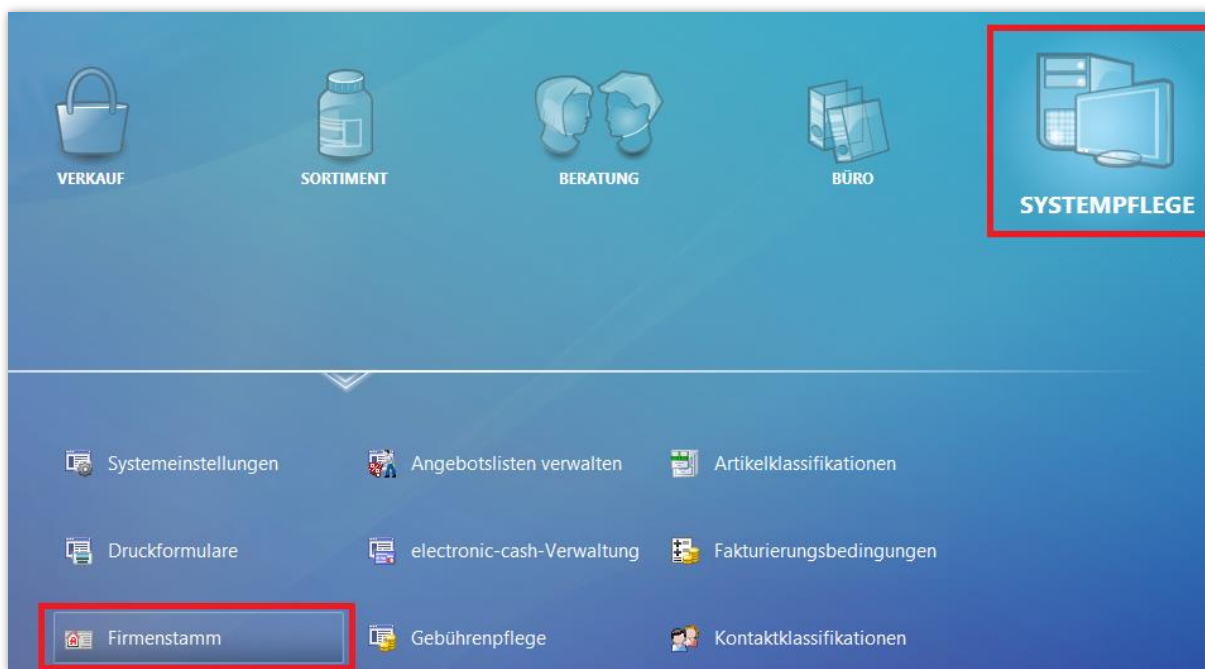 VERKAUF
SORTIMENT
BERATUNG
BÜRO
SYSTEMPFLEGE
Systemeinstellungen
Angebotslisten verwalten
Artikelklassifikationen
Druckformulare
electronic-cash-Verwaltung
Fakturierungsbedingungen
Firmenstamm
Gebührenpflege
Kontaktklassifikationen